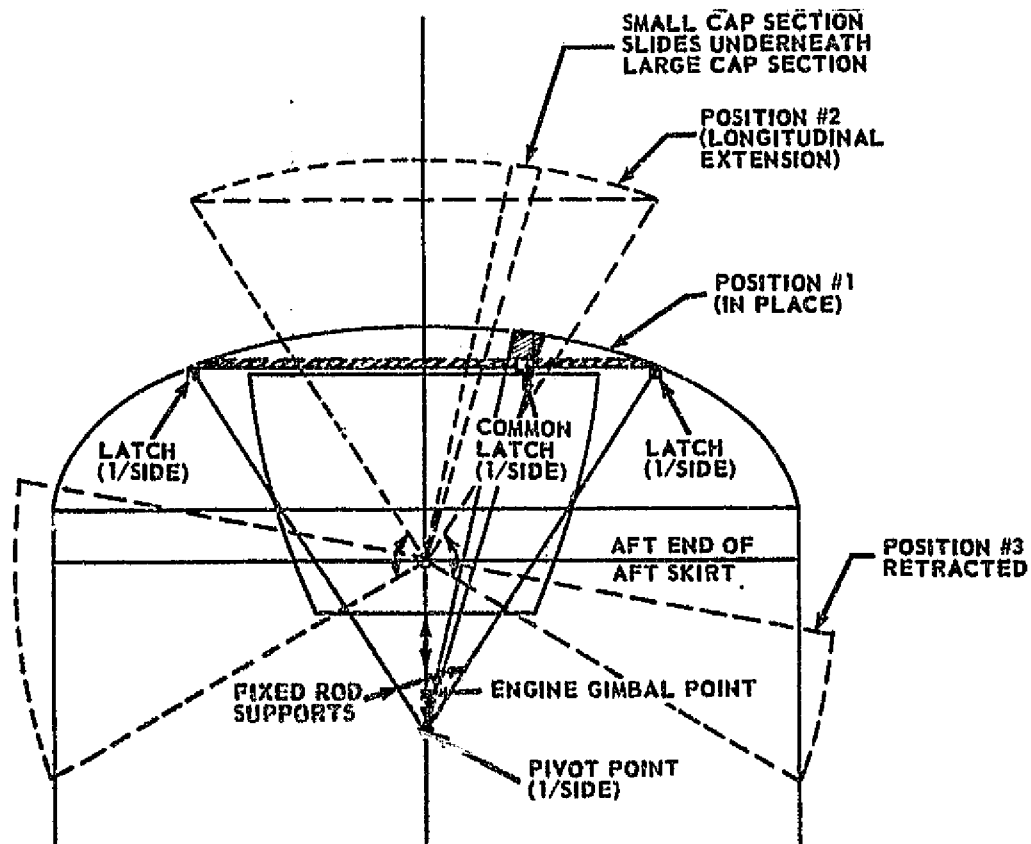 SMALL CAP SECTION
SLIDES UNDERNEATH
LARGE CAP SECTION
POSITION #2
(LONGITUDINAL
EXTENSION)
POSITION #1
(IN PLACE)
LATCH
(1/SIDE)
COMMON
LATCH
(1/SIDE)
LATCH
(1/SIDE)
AFT END OF
AFT SKIRT
POSITION #3
RETRACTED
FIXED ROD
SUPPORTS
ENGINE GIMBAL POINT
PIVOT POINT
(1/SIDE)